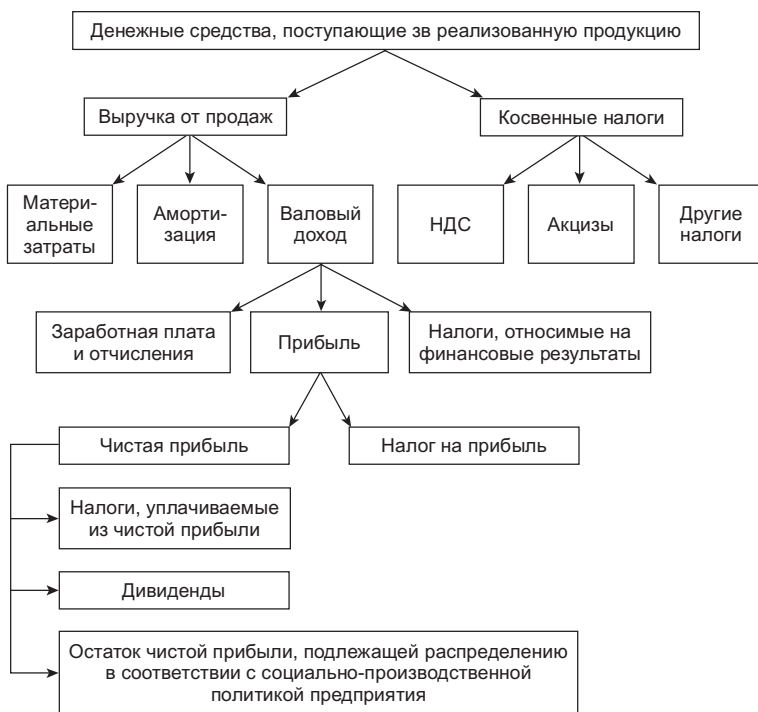 Денежные средства, поступающие зв реализованную продукцию
Выручка от продаж
Косвенные налоги
Матери-
альные
затраты
Аморти-
зация
Валовый
доход
НДС
Акцизы
Другие
налоги
Заработная плата
и отчисления
Прибыль
Налоги, относимые на
финансовые результаты
Чистая прибыль
Налог на прибыль
Налоги, уплачиваемые
из чистой прибыли
Дивиденды
Остаток чистой прибыли, подлежащей распределению
в соответствии с социально-производственной
политикой предприятия